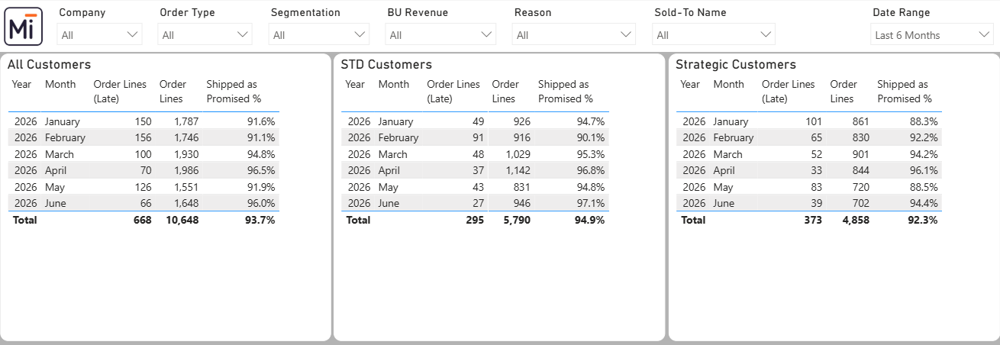 Mi
Company Order Type Segmentation BU Revenue Reason Sold-To Name Date Range
All All All All All All Last 6 Months
All Customers
Year Month Order Lines (Late) Order Lines Shipped as Promised %
2026 January 150 1,787 91.6%
2026 February 156 1,746 91.1%
2026 March 100 1,930 94.8%
2026 April 70 1,986 96.5%
2026 May 126 1,551 91.9%
2026 June 66 1,648 96.0%
Total 668 10,648 93.7%
STD Customers
Year Month Order Lines (Late) Order Lines Shipped as Promised %
2026 January 49 926 94.7%
2026 February 91 916 90.1%
2026 March 48 1,029 95.3%
2026 April 37 1,142 96.8%
2026 May 43 831 94.8%
2026 June 27 946 97.1%
Total 295 5,790 94.9%
Strategic Customers
Year Month Order Lines (Late) Order Lines Shipped as Promised %
2026 January 101 861 88.3%
2026 February 65 830 92.2%
2026 March 52 901 94.2%
2026 April 33 844 96.1%
2026 May 83 720 88.5%
2026 June 39 702 94.4%
Total 373 4,858 92.3%